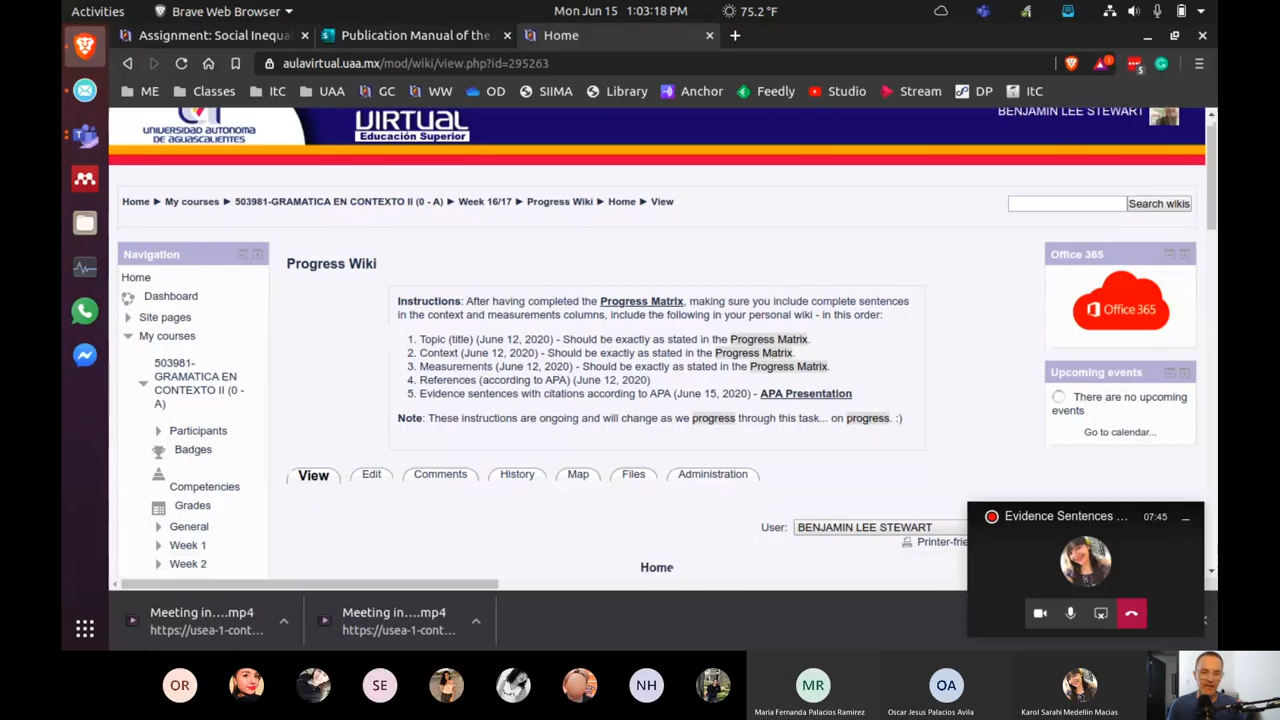 Activities
Brave Web Browser
Mon Jun 15 1:03:18 PM
75.2 °F
Assignment: Social Inequal
Publication Manual of the
Home
aulavirtual.uaa.mx/mod/wiki/view.php?id=295263
5
ME
Classes
ItC
UAA
GC
WW
OD
SIIMA
Library
Anchor
Feedly
Studio
Stream
DP
ItC
UNIVERSIDAD AUTONOMA
DE AGUASCALIENTES
VIRTUAL
Educación Superior
BENJAMIN LEE STEWART
Home ► My courses ► 503981-GRAMATICA EN CONTEXTO II (0 - A) ► Week 16/17 ► Progress Wiki ► Home ► View
Search wikis
Navigation
Home
Dashboard
Site pages
My courses
503981-
GRAMATICA EN
CONTEXTO II (0 -
A)
Participants
Badges
Competencies
Grades
General
Week 1
Week 2
Progress Wiki
Instructions: After having completed the Progress Matrix, making sure you include complete sentences
in the context and measurements columns, include the following in your personal wiki - in this order:
1. Topic (title) (June 12, 2020) - Should be exactly as stated in the Progress Matrix.
2. Context (June 12, 2020) - Should be exactly as stated in the Progress Matrix.
3. Measurements (June 12, 2020) - Should be exactly as stated in the Progress Matrix.
4. References (according to APA) (June 12, 2020)
5. Evidence sentences with citations according to APA (June 15, 2020) - APA Presentation
Note: These instructions are ongoing and will change as we progress through this task... on progress. :)
View
Edit
Comments
History
Map
Files
Administration
User: BENJAMIN LEE STEWART
Printer-frie
Home
Office 365
Office 365
Upcoming events
There are no upcoming
events
Go to calendar...
Evidence Sentences ...
07:45
Meeting in....mp4
https://usea-1-cont...
Meeting in....mp4
https://usea-1-cont...
OR
SE
NH
MR
Maria Fernanda Palacios Ramirez
OA
Oscar Jesus Palacios Avila
Karol Sarahi Medellin Macias